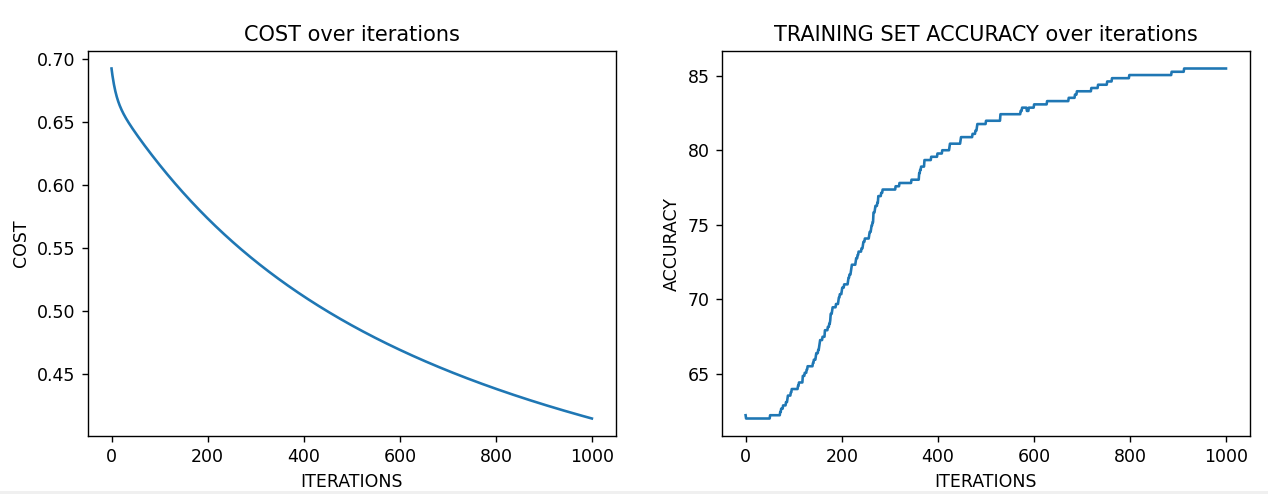 COST over iterations
0.70
0.65
0.60
0.55
0.50
0.45
COST
0 200 400 600 800 1000
ITERATIONS
TRAINING SET ACCURACY over iterations
85
80
75
70
65
ACCURACY
0 200 400 600 800 1000
ITERATIONS